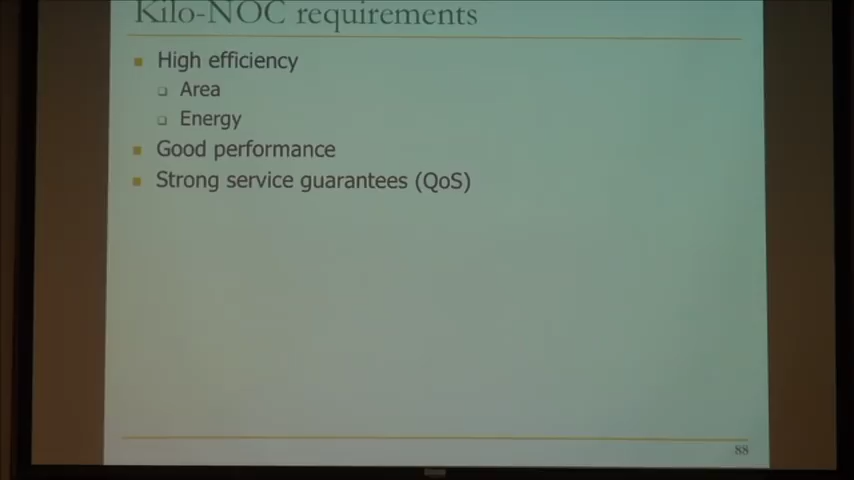 Kilo-NOC requirements
High efficiency
Area
Energy
Good performance
Strong service guarantees (QoS)
88